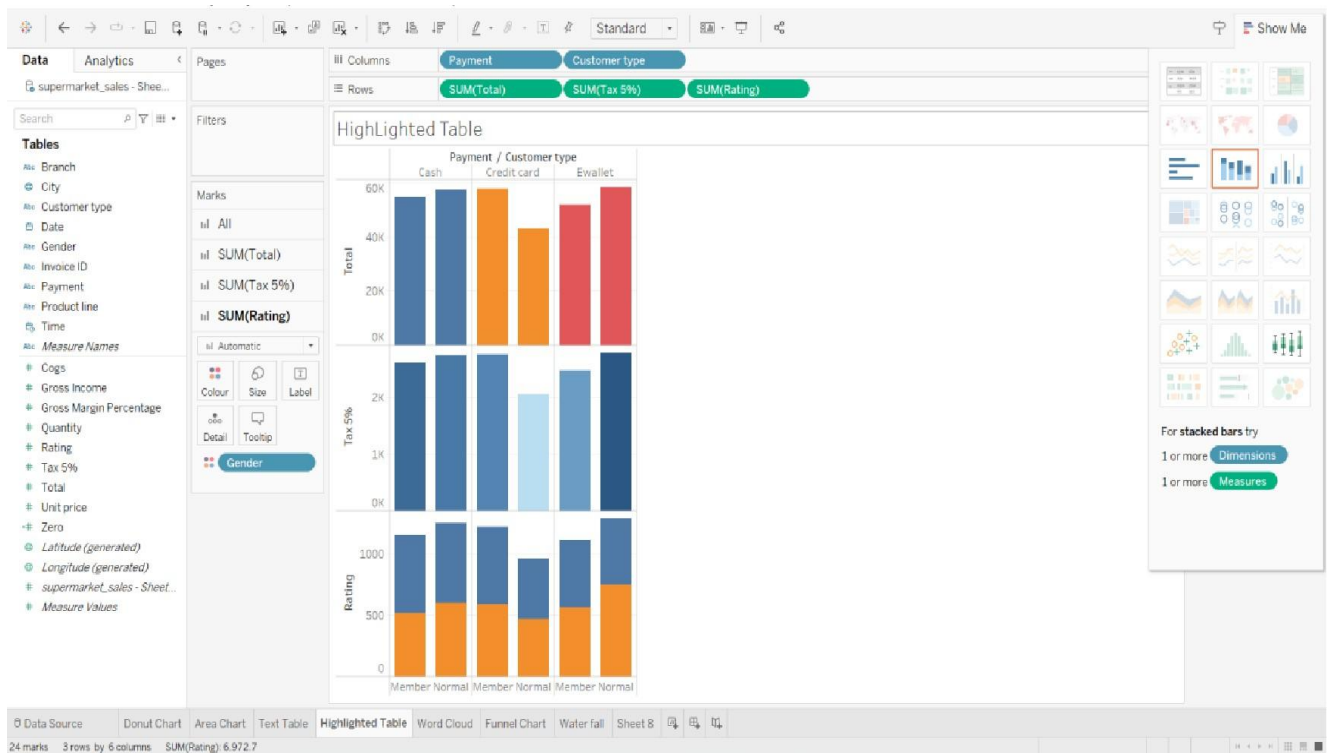 Standard
Show Me
Data
Analytics
supermarket_sales - Shee...
Search
Tables
Abc Branch
City
Abc Customer type
Date
Abc Gender
Abc Invoice ID
Abc Payment
Abc Product line
Time
Abc Measure Names
# Cogs
# Gross Income
# Gross Margin Percentage
# Quantity
# Rating
# Tax 5%
# Total
# Unit price
=# Zero
Latitude (generated)
Longitude (generated)
# supermarket_sales - Sheet...
# Measure Values
Pages
Filters
Marks
All
SUM(Total)
SUM(Tax 5%)
SUM(Rating)
Automatic
Colour Size Label
Detail Tooltip
Gender
Columns Payment Customer type
Rows SUM(Total) SUM(Tax 5%) SUM(Rating)
HighLighted Table
Payment / Customer type
Cash Credit card Ewallet
60K
40K
20K
0K
Total
2K
1K
0K
Tax 5%
1000
500
0
Rating
Member Normal Member Normal Member Normal
For stacked bars try
1 or more Dimensions
1 or more Measures
Data Source Donut Chart Area Chart Text Table Highlighted Table Word Cloud Funnel Chart Water fall Sheet 8
24 marks 3 rows by 6 columns SUM(Rating): 6,972.7